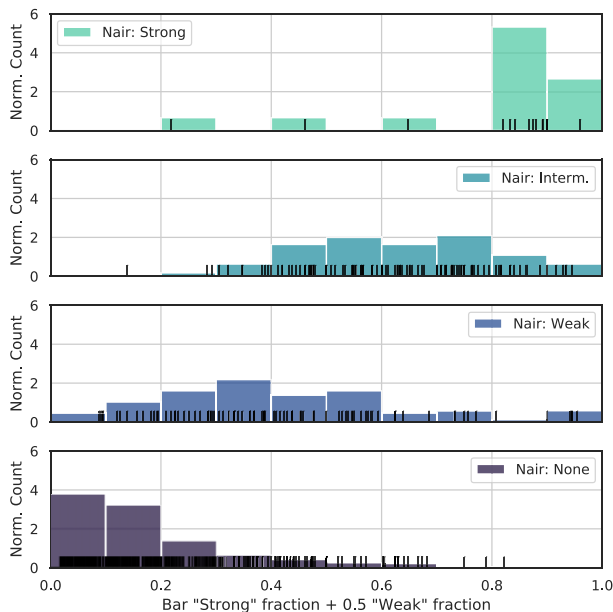 Nair: Strong
Norm. Count
6
4
2
0
Nair: Interm.
Norm. Count
6
4
2
0
Nair: Weak
Norm. Count
6
4
2
0
Nair: None
Norm. Count
6
4
2
0
0.0 0.2 0.4 0.6 0.8 1.0
Bar "Strong" fraction + 0.5 "Weak" fraction